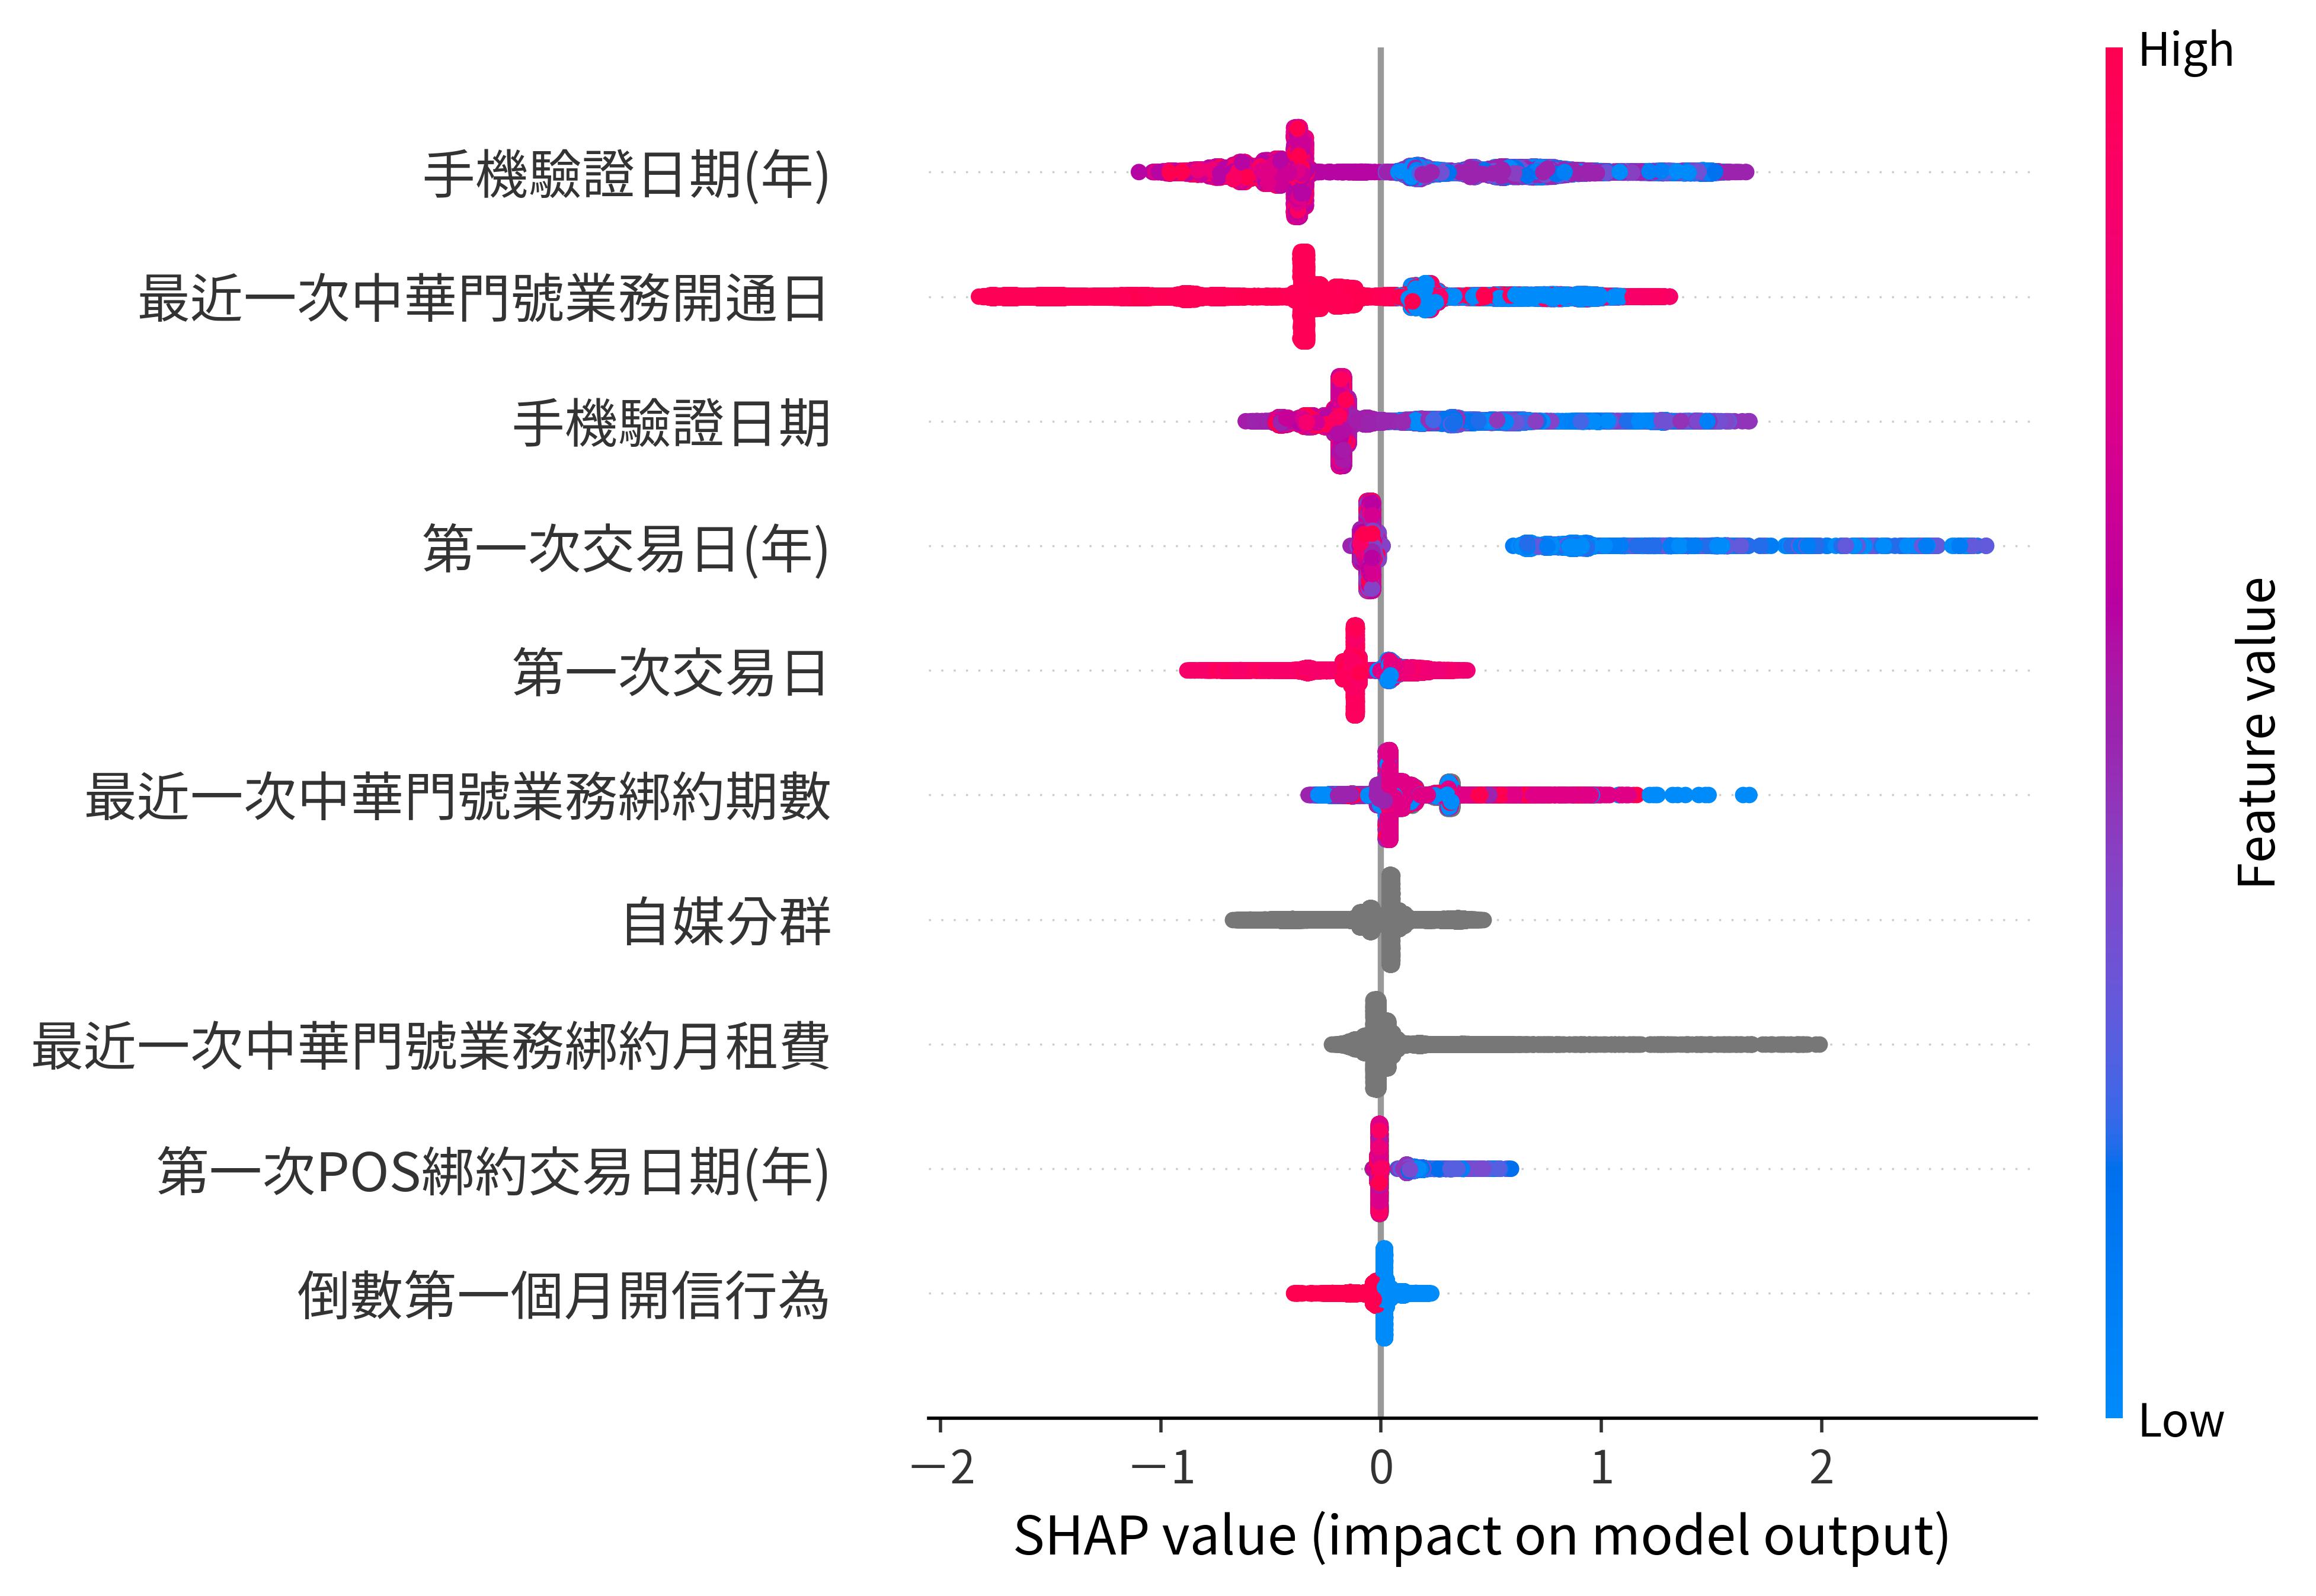 High
手機驗證日期(年)
最近一次中華門號業務開通日
手機驗證日期
第一次交易日(年)
第一次交易日
最近一次中華門號業務綁約期數
自媒分群
最近一次中華門號業務綁約月租費
第一次POS綁約交易日期(年)
倒數第一個月開信行為
Feature value
Low
−2 −1 0 1 2
SHAP value (impact on model output)